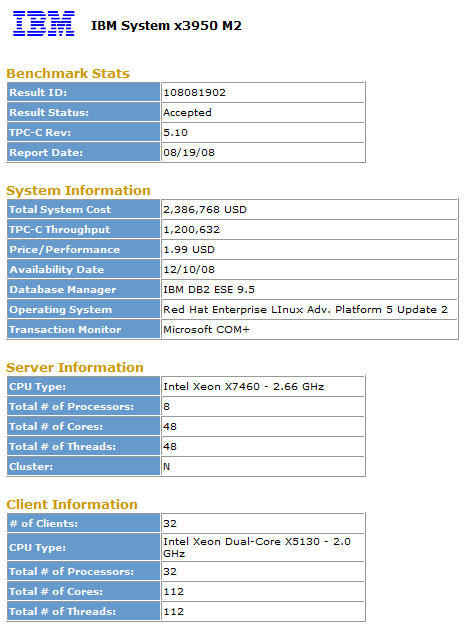 IBM
IBM System x3950 M2
Benchmark Stats
Result ID: 108081902
Result Status: Accepted
TPC-C Rev: 5.10
Report Date: 08/19/08
System Information
Total System Cost 2,386,768 USD
TPC-C Throughput 1,200,632
Price/Performance 1.99 USD
Availability Date 12/10/08
Database Manager IBM DB2 ESE 9.5
Operating System Red Hat Enterprise LInux Adv. Platform 5 Update 2
Transaction Monitor Microsoft COM+
Server Information
CPU Type: Intel Xeon X7460 - 2.66 GHz
Total # of Processors: 8
Total # of Cores: 48
Total # of Threads: 48
Cluster: N
Client Information
# of Clients: 32
CPU Type: Intel Xeon Dual-Core X5130 - 2.0
GHz
Total # of Processors: 32
Total # of Cores: 112
Total # of Threads: 112